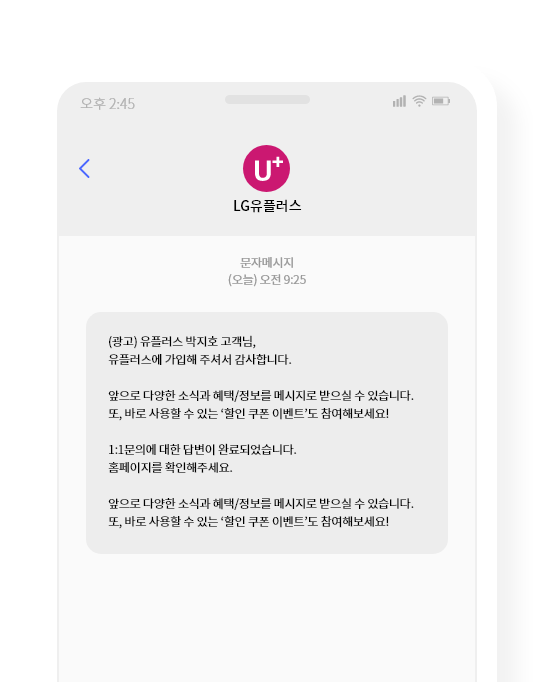 오후 2:45
U+
LG유플러스
문자메시지
(오늘) 오전 9:25
(광고) 유플러스 박지호 고객님,
유플러스에 가입해 주셔서 감사합니다.
앞으로 다양한 소식과 혜택/정보를 메시지로 받으실 수 있습니다.
또, 바로 사용할 수 있는 ‘할인 쿠폰 이벤트’도 참여해보세요!
1:1문의에 대한 답변이 완료되었습니다.
홈페이지를 확인해주세요.
앞으로 다양한 소식과 혜택/정보를 메시지로 받으실 수 있습니다.
또, 바로 사용할 수 있는 ‘할인 쿠폰 이벤트’도 참여해보세요!